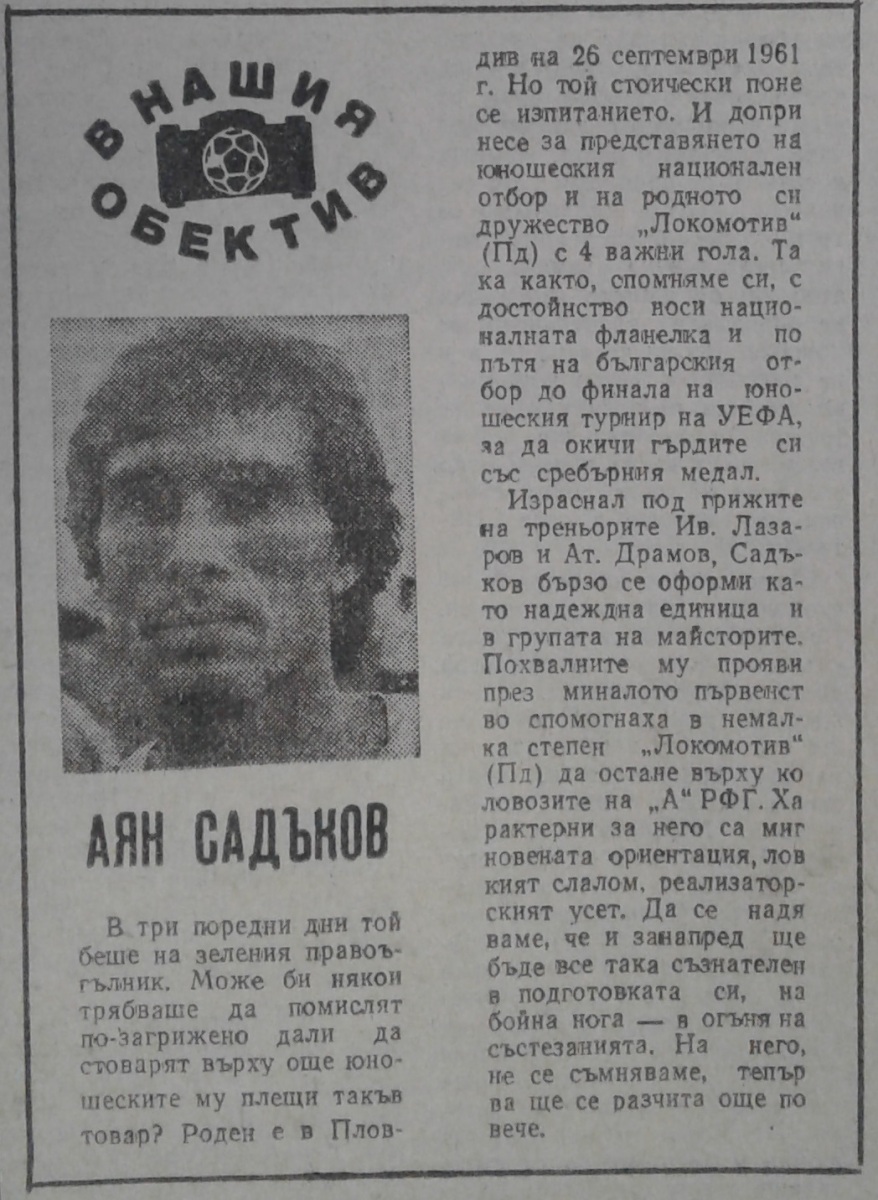 В НАШИЯ
ОБЕКТИВ
АЯН САДЪКОВ
В три поредни дни той
беше на зеления правоъ-
гълник. Може би някои
трябваше да помислят
по-загрижено дали да
стоварят върху още юно-
шеските му плещи такъв
товар? Роден е в Плов-
див на 26 септември 1961
г. Но той стоически поне
се изпитанието. И допри
несе за представянето на
юношеския национален
отбор и на родното си
дружество „Локомотив“
(Пд) с 4 важни гола. Та
ка както, спомняме си, с
достойнство носи нацио-
налната фланелка и по
пътя на българския от-
бор до финала на юно-
шеския турнир на УЕФА,
за да окичи гърдите си
със сребърния медал.
Израснал под грижите
на треньорите Ив. Лаза-
ров и Ат. Драмов, Садъ-
ков бързо се оформи ка-
то надеждна единица и
в групата на майсторите.
Похвалните му прояви
през миналото първенст
во спомогнаха в немал-
ка степен „Локомотив“
(Пд) да остане върху ко
ловозите на „А“ РФГ. Ха
рактерни за него са миг
новената ориентация, лов
кият слалом, реализатор-
ският усет. Да се надя
ваме, че и занапред ще
бъде все така съзнателен
в подготовката си, на
бойна нога — в огъня на
състезанията. На него,
не се съмняваме, тепър
ва ще се разчита още по
вече.